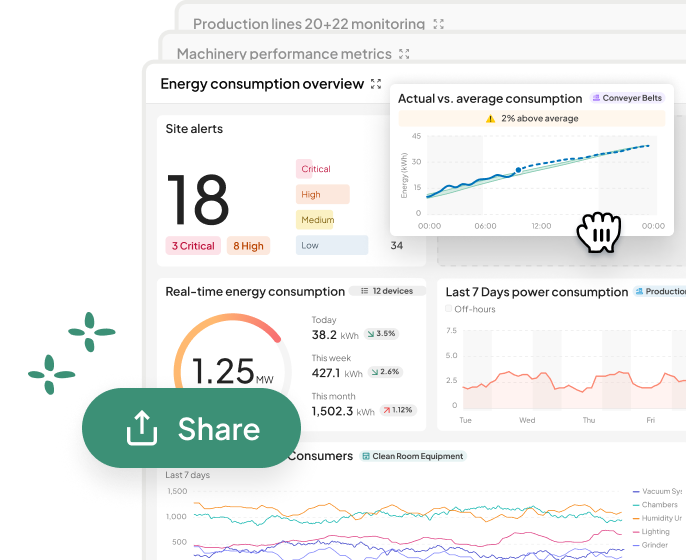 Production lines 20+22 monitoring
Machinery performance metrics
Energy consumption overview
Actual vs. average consumption
Conveyer Belts
2% above average
45
30
15
0
Energy (kWh)
00:00
06:00
12:00
00:00
Site alerts
18
3 Critical
8 High
Critical
High
Medium
Low
34
Real-time energy consumption
12 devices
1.25 MW
Today
38.2 kWh
3.5%
This week
427.1 kWh
2.6%
This month
1,502.3 kWh
1.12%
Last 7 Days power consumption
Production
Off-hours
7.5
5.0
2.5
0
Tue
Wed
Thu
Fri
Share
Consumers
Clean Room Equipment
Last 7 days
1,500
1,000
500
Vacuum Sy
Chambers
Humidity Ur
Lighting
Grinder